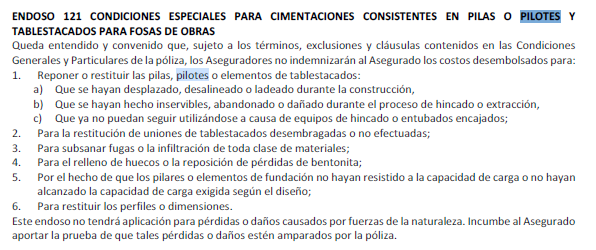 ENDOSO 121 CONDICIONES ESPECIALES PARA CIMENTACIONES CONSISTENTES EN PILAS O PILOTES Y
TABLESTACADOS PARA FOSAS DE OBRAS
Queda entendido y convenido que, sujeto a los términos, exclusiones y cláusulas contenidos en las Condiciones
Generales y Particulares de la póliza, los Aseguradores no indemnizarán al Asegurado los costos desembolsados para:
1. Reponer o restituir las pilas, pilotes o elementos de tablestacados:
a) Que se hayan desplazado, desalineado o ladeado durante la construcción,
b) Que se hayan hecho inservibles, abandonado o dañado durante el proceso de hincado o extracción,
c) Que ya no puedan seguir utilizándose a causa de equipos de hincado o entubados encajados;
2. Para la restitución de uniones de tablestacados desembragadas o no efectuadas;
3. Para subsanar fugas o la infiltración de toda clase de materiales;
4. Para el relleno de huecos o la reposición de pérdidas de bentonita;
5. Por el hecho de que los pilares o elementos de fundación no hayan resistido a la capacidad de carga o no hayan
alcanzado la capacidad de carga exigida según el diseño;
6. Para restituir los perfiles o dimensiones.
Este endoso no tendrá aplicación para pérdidas o daños causados por fuerzas de la naturaleza. Incumbe al Asegurado
aportar la prueba de que tales pérdidas o daños estén amparados por la póliza.